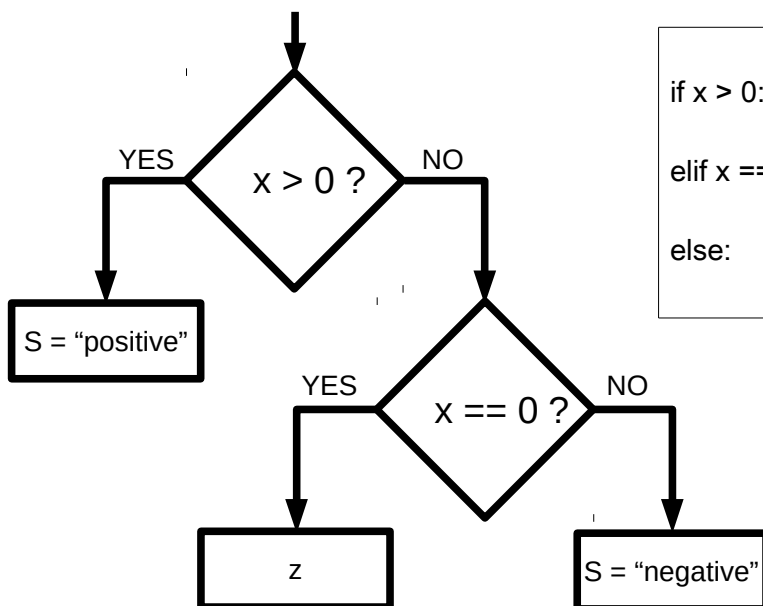 YES
x > 0 ?
NO
S = “positive”
YES
x == 0 ?
NO
z
S = “negative”
if x > 0:
elif x ==
else: